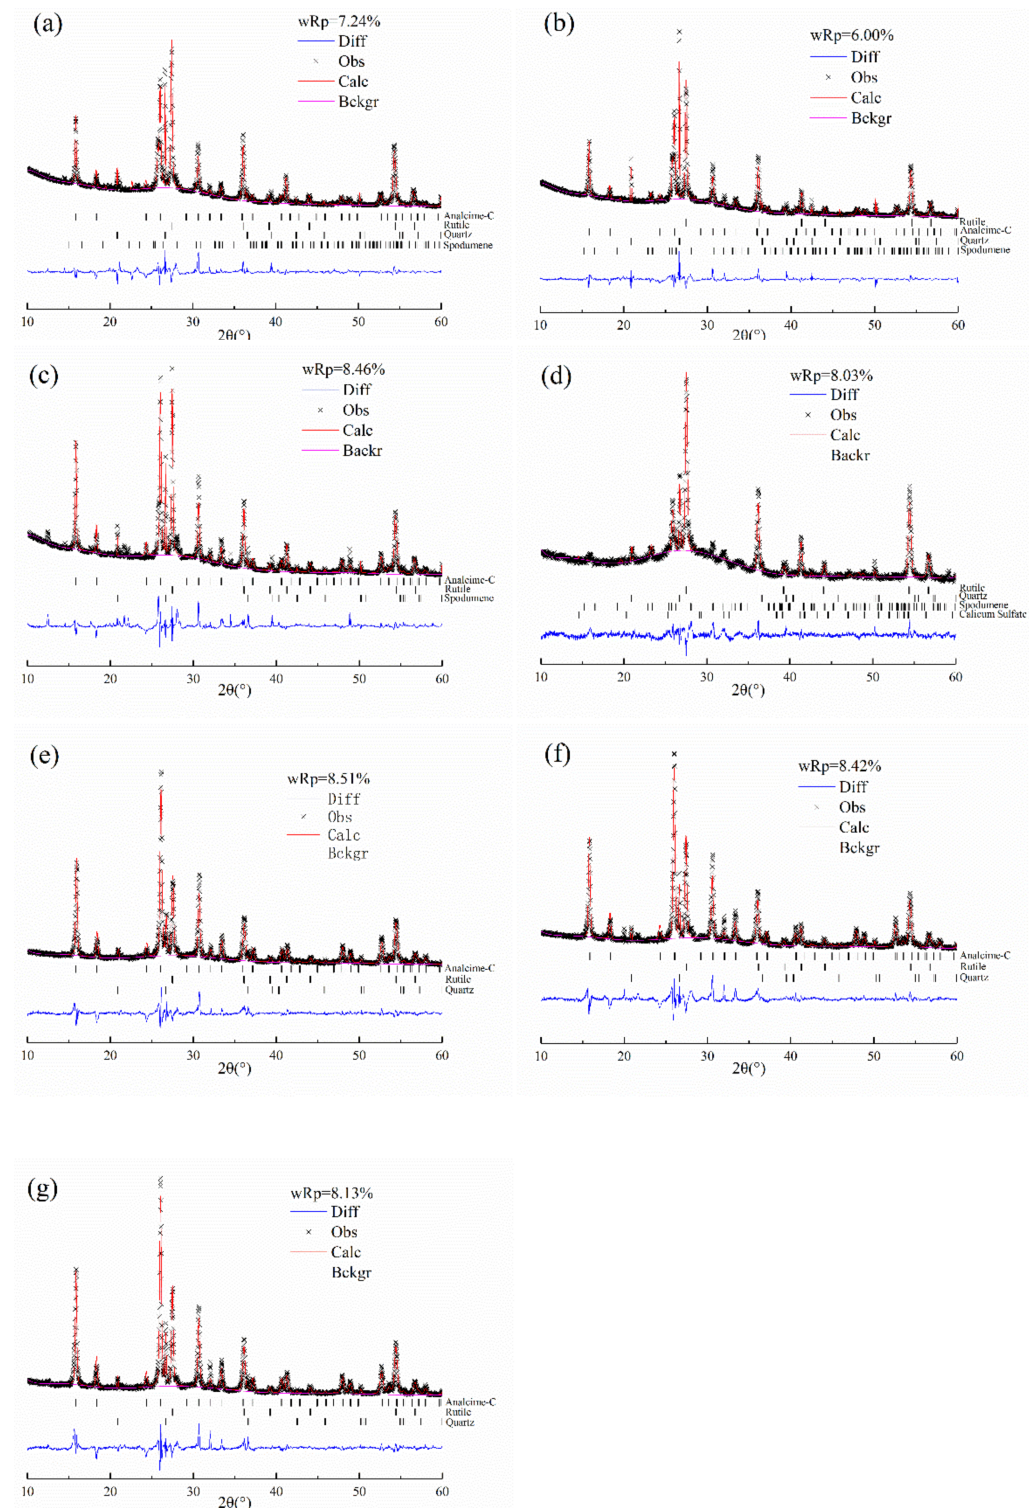 (a)
wRp=7.24%
Diff
Obs
Calc
Bckgr
Analcime-C
Rutile
Quartz
Spodumene
10 20 30 40 50 60
2θ(°)
(b)
wRp=6.00%
Diff
Obs
Calc
Bckgr
Rutile
Analcime-C
Quartz
Spodumene
10 20 30 40 50 60
2θ(°)
(c)
wRp=8.46%
Diff
Obs
Calc
Backr
Analcime-C
Rutile
Spodumene
10 20 30 40 50 60
2θ(°)
(d)
wRp=8.03%
Diff
Obs
Calc
Backr
Rutile
Quartz
Spodumene
Calicum Sulfate
10 20 30 40 50 60
2θ(°)
(e)
wRp=8.51%
Diff
Obs
Calc
Bckgr
Analcime-C
Rutile
Quartz
10 20 30 40 50 60
2θ(°)
(f)
wRp=8.42%
Diff
Obs
Calc
Bckgr
Analcime-C
Rutile
Quartz
10 20 30 40 50 60
2θ(°)
(g)
wRp=8.13%
Diff
Obs
Calc
Bckgr
Analcime-C
Rutile
Quartz
10 20 30 40 50 60
2θ(°)